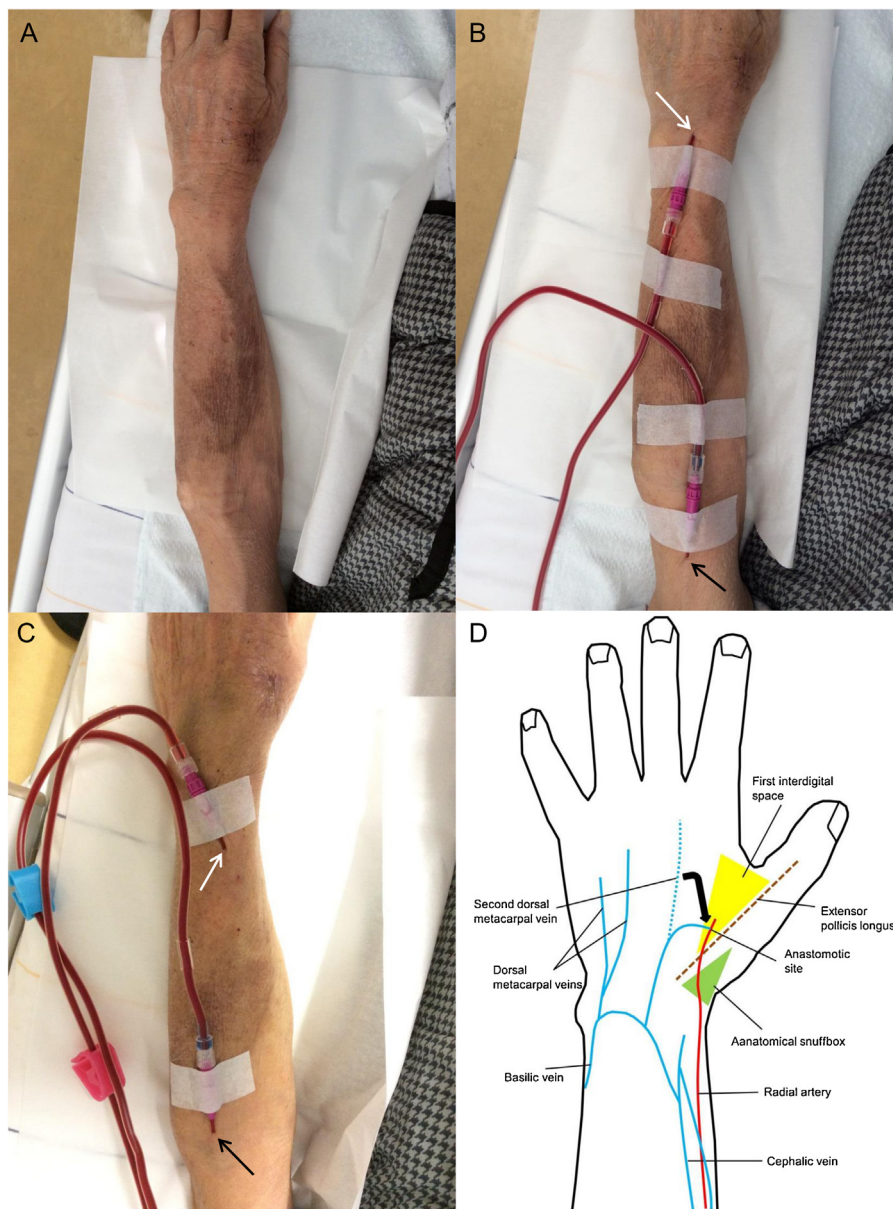 A
B
C
D
First interdigital
space
Second dorsal
metacarpal vein
Extensor
pollicis longus
Anastomotic
site
Dorsal
metacarpal veins
Aanatomical snuffbox
Basilic vein
Radial artery
Cephalic vein